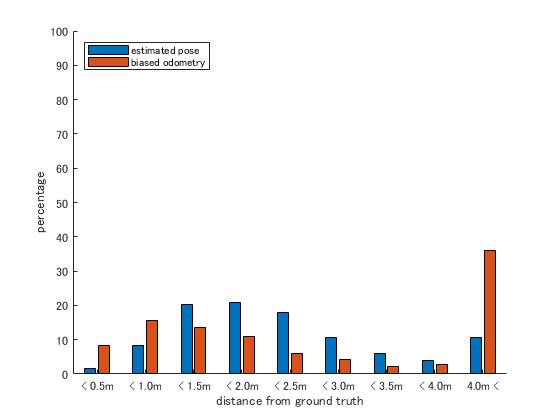 100
90
80
70
60
50
40
30
20
10
0
percentage
estimated pose
biased odometry
< 0.5m < 1.0m < 1.5m < 2.0m < 2.5m < 3.0m < 3.5m < 4.0m 4.0m <
distance from ground truth